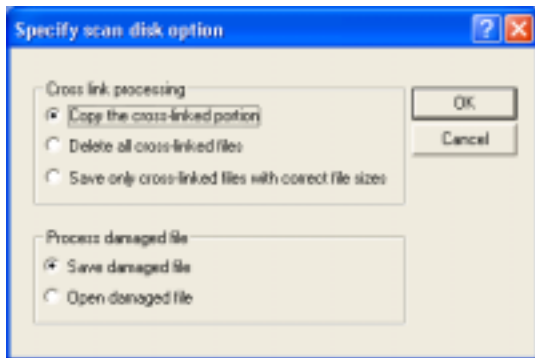 Specify scan disk option
Cross link processing
Copy the cross-linked portion
Delete all cross-linked files
Save only cross-linked files with correct file sizes
OK
Cancel
Process damaged file
Save damaged file
Open damaged file